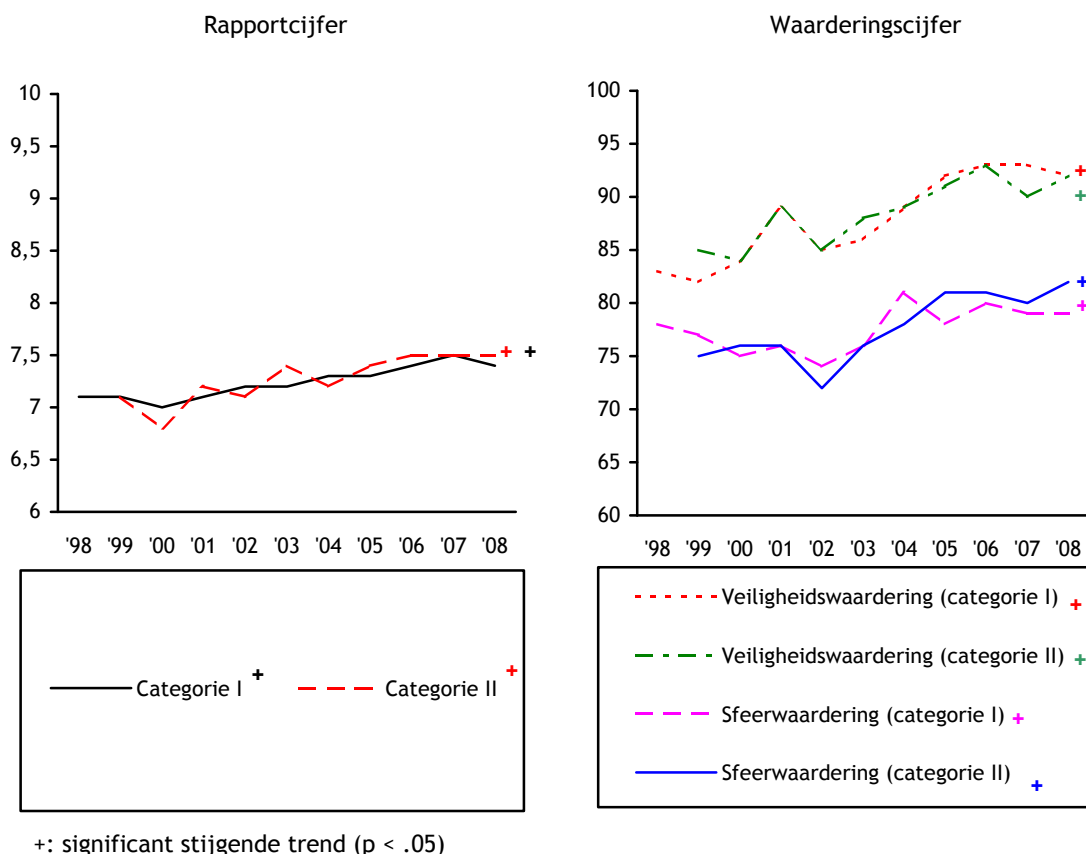 Rapportcijfer
10
9,5
9
8,5
8
7,5
7
6,5
6
'98 '99 '00 '01 '02 '03 '04 '05 '06 '07 '08
Categorie I +
Categorie II +
+: significant stijgende trend (p < .05)
Waarderingscijfer
100
95
90
85
80
75
70
65
60
'98 '99 '00 '01 '02 '03 '04 '05 '06 '07 '08
Veiligheidswaardering (categorie I) +
Veiligheidswaardering (categorie II) +
Sfeerwaardering (categorie I) +
Sfeerwaardering (categorie II) +